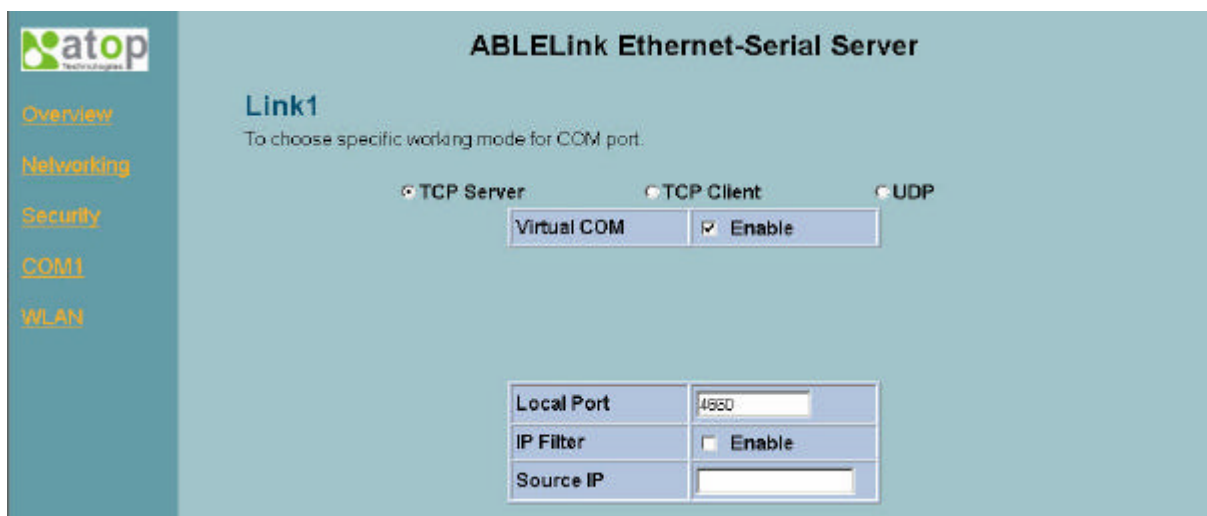 atop
Technologies
ABLELink Ethernet-Serial Server
Overview
Networking
Security
COM1
WLAN
Link1
To choose specific working mode for COM port.
TCP Server TCP Client UDP
Virtual COM Enable
Local Port 4660
IP Filter Enable
Source IP